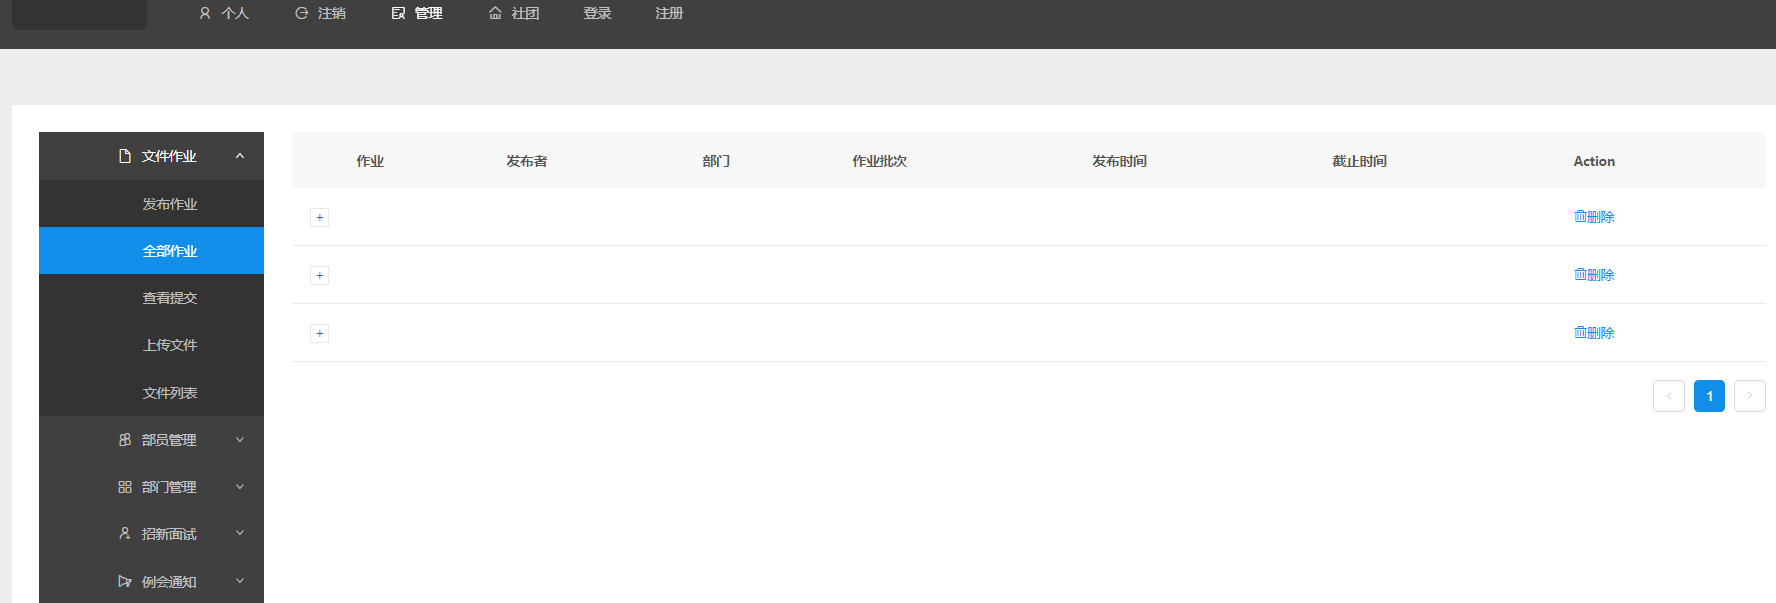 个人 注销 管理 社团 登录 注册
文件作业
发布作业
全部作业
查看提交
上传文件
文件列表
部员管理
部门管理
招新面试
例会通知
作业 发布者 部门 作业批次 发布时间 截止时间 Action
+ 删除
+ 删除
+ 删除
< 1 >